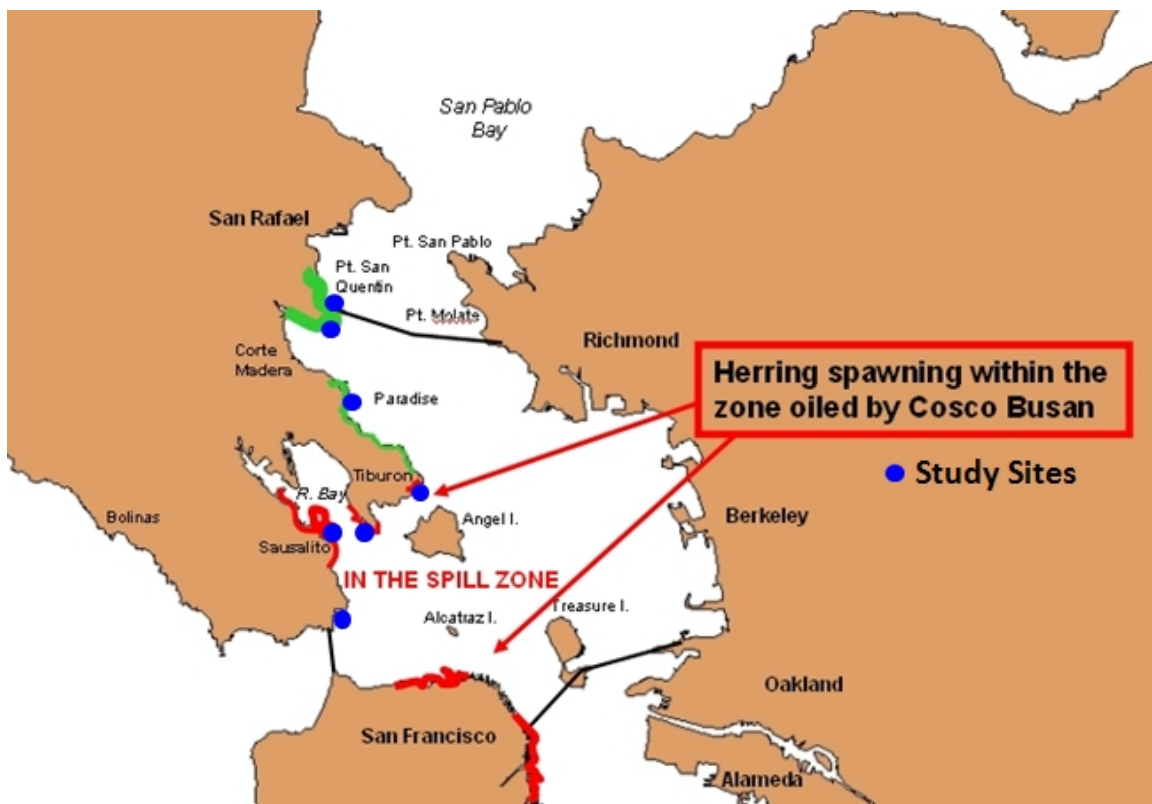 San Pablo
Bay
San Rafael
Pt. San Pablo
Pt. San
Quentin
Pt. Molate
Richmond
Corte
Madera
Herring spawning within the
zone oiled by Cosco Busan
Paradise
Study Sites
Tiburon
R. Bay
Bolinas
Angel I.
Berkeley
Sausalito
IN THE SPILL ZONE
Treasure I.
Alcatraz I.
Oakland
San Francisco
Alameda